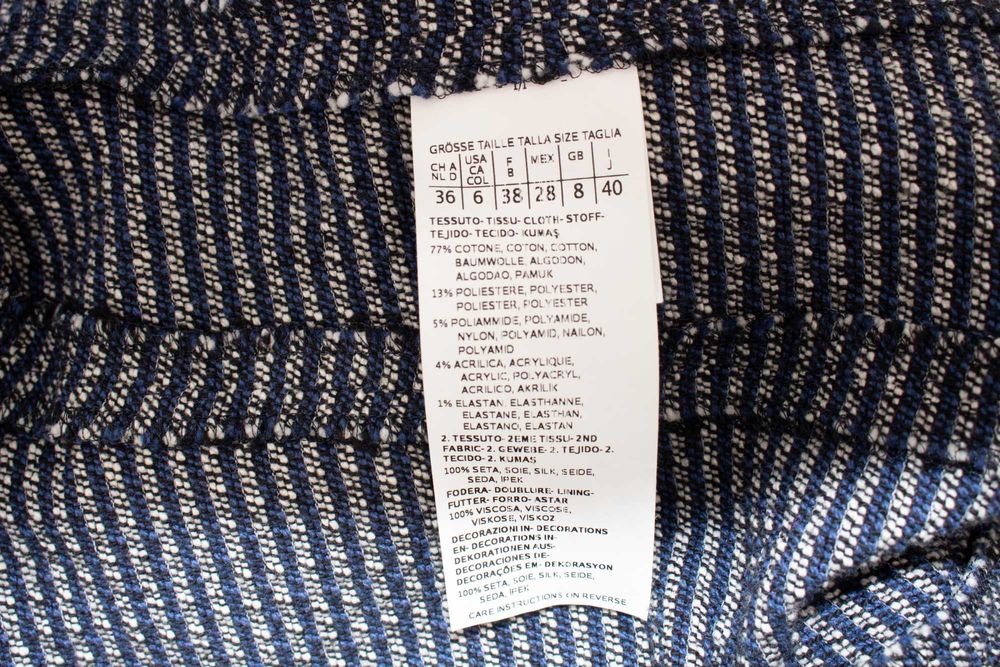 1/1
GRÖSSE TAILLE TALLA SIZE TAGLIA
CH A NL D USA CA COL F B MEX GB I J
36 6 38 28 8 40
TESSUTO- TISSU- CLOTH- STOFF-
TEJIDO- TECIDO- KUMAŞ
77% COTONE, COTON, COTTON,
BAUMWOLLE, ALGODON,
ALGODAO, PAMUK
13% POLIESTERE, POLYESTER,
POLIESTER, POLYESTER
5% POLIAMMIDE, POLYAMIDE,
NYLON, POLYAMID, NAILON,
POLYAMID
4% ACRILICA, ACRYLIQUE,
ACRYLIC, POLYACRYL,
ACRILICO, AKRILIK
1% ELASTAN, ELASTHANNE,
ELASTANE, ELASTHAN,
ELASTANO, ELASTAN
2. TESSUTO- 2EME TISSU- 2ND
FABRIC- 2. GEWEBE- 2. TEJIDO- 2.
TECIDO- 2. KUMAŞ
100% SETA, SOIE, SILK, SEIDE,
SEDA, IPEK
FODERA- DOUBLURE- LINING-
FUTTER- FORRO- ASTAR
100% VISCOSA, VISCOSE,
VISKOSE, VISKOZ
DECORAZIONI IN- DECORATIONS
EN- DECORATIONS IN-
DEKORATIONEN AUS-
DECORACIONES DE-
DECORAÇÕES EM- DEKORASYON
100% SETA, SOIE, SILK, SEIDE,
SEDA, IPEK
CARE INSTRUCTIONS ON REVERSE